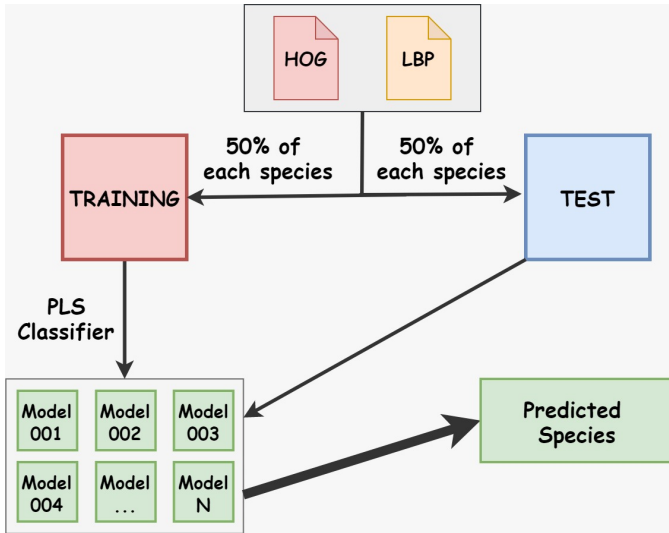 HOG
LBP
50% of
each species
50% of
each species
TRAINING
TEST
PLS
Classifier
Model
001
Model
002
Model
003
Model
004
Model
...
Model
N
Predicted
Species